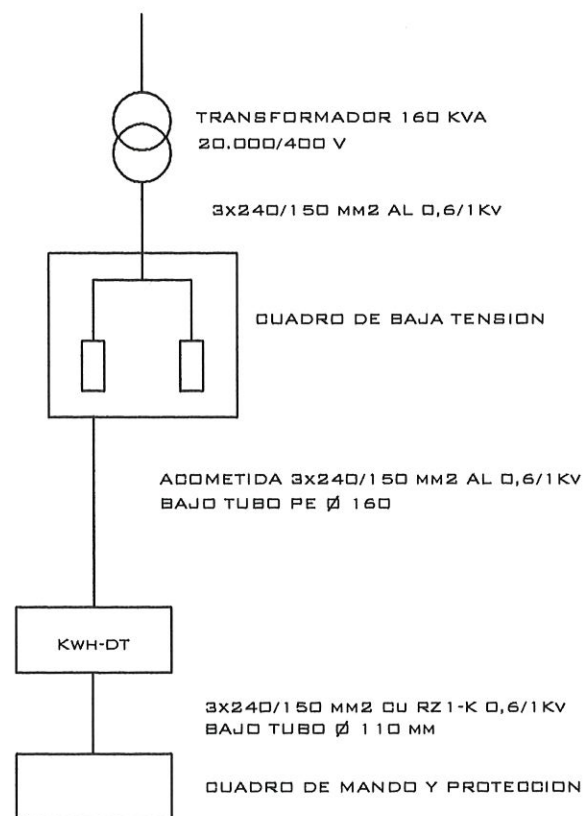 TRANSFORMADOR 160 KVA
20.000/400 V
3x240/150 MM2 AL 0,6/1KV
CUADRO DE BAJA TENSION
ACOMETIDA 3x240/150 MM2 AL 0,6/1KV
BAJO TUBO PE Ø 160
KWH-DT
3x240/150 MM2 CU RZ1-K 0,6/1KV
BAJO TUBO Ø 110 MM
CUADRO DE MANDO Y PROTECCION